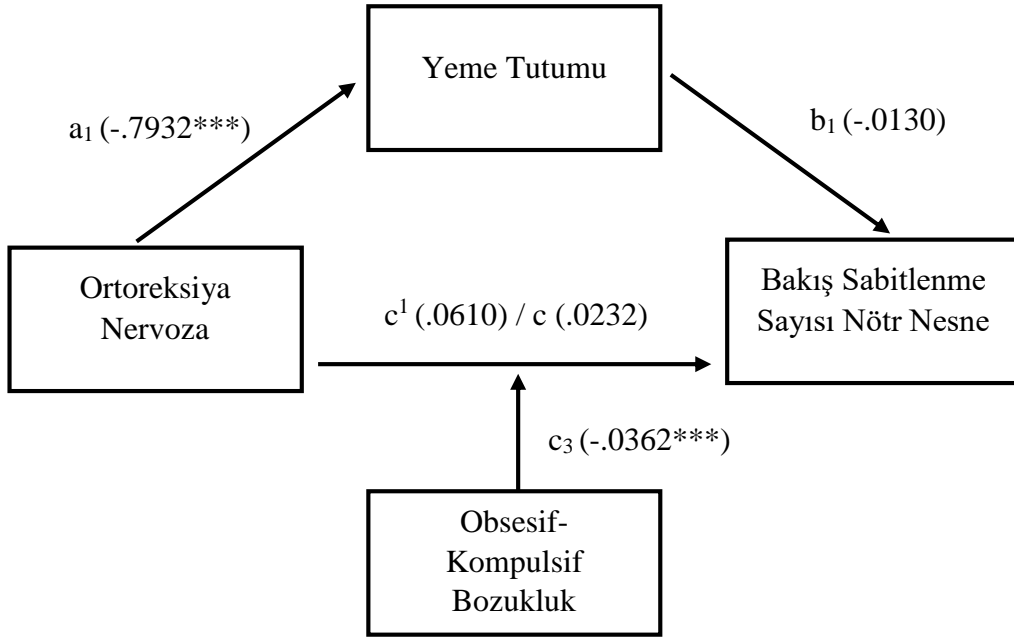 Yeme Tutumu
a₁ (-.7932***)
b₁ (-.0130)
Ortoreksiya
Nervoza
c¹ (.0610) / c (.0232)
Bakış Sabitlenme
Sayısı Nötr Nesne
c₃ (-.0362***)
Obsesif-
Kompulsif
Bozukluk